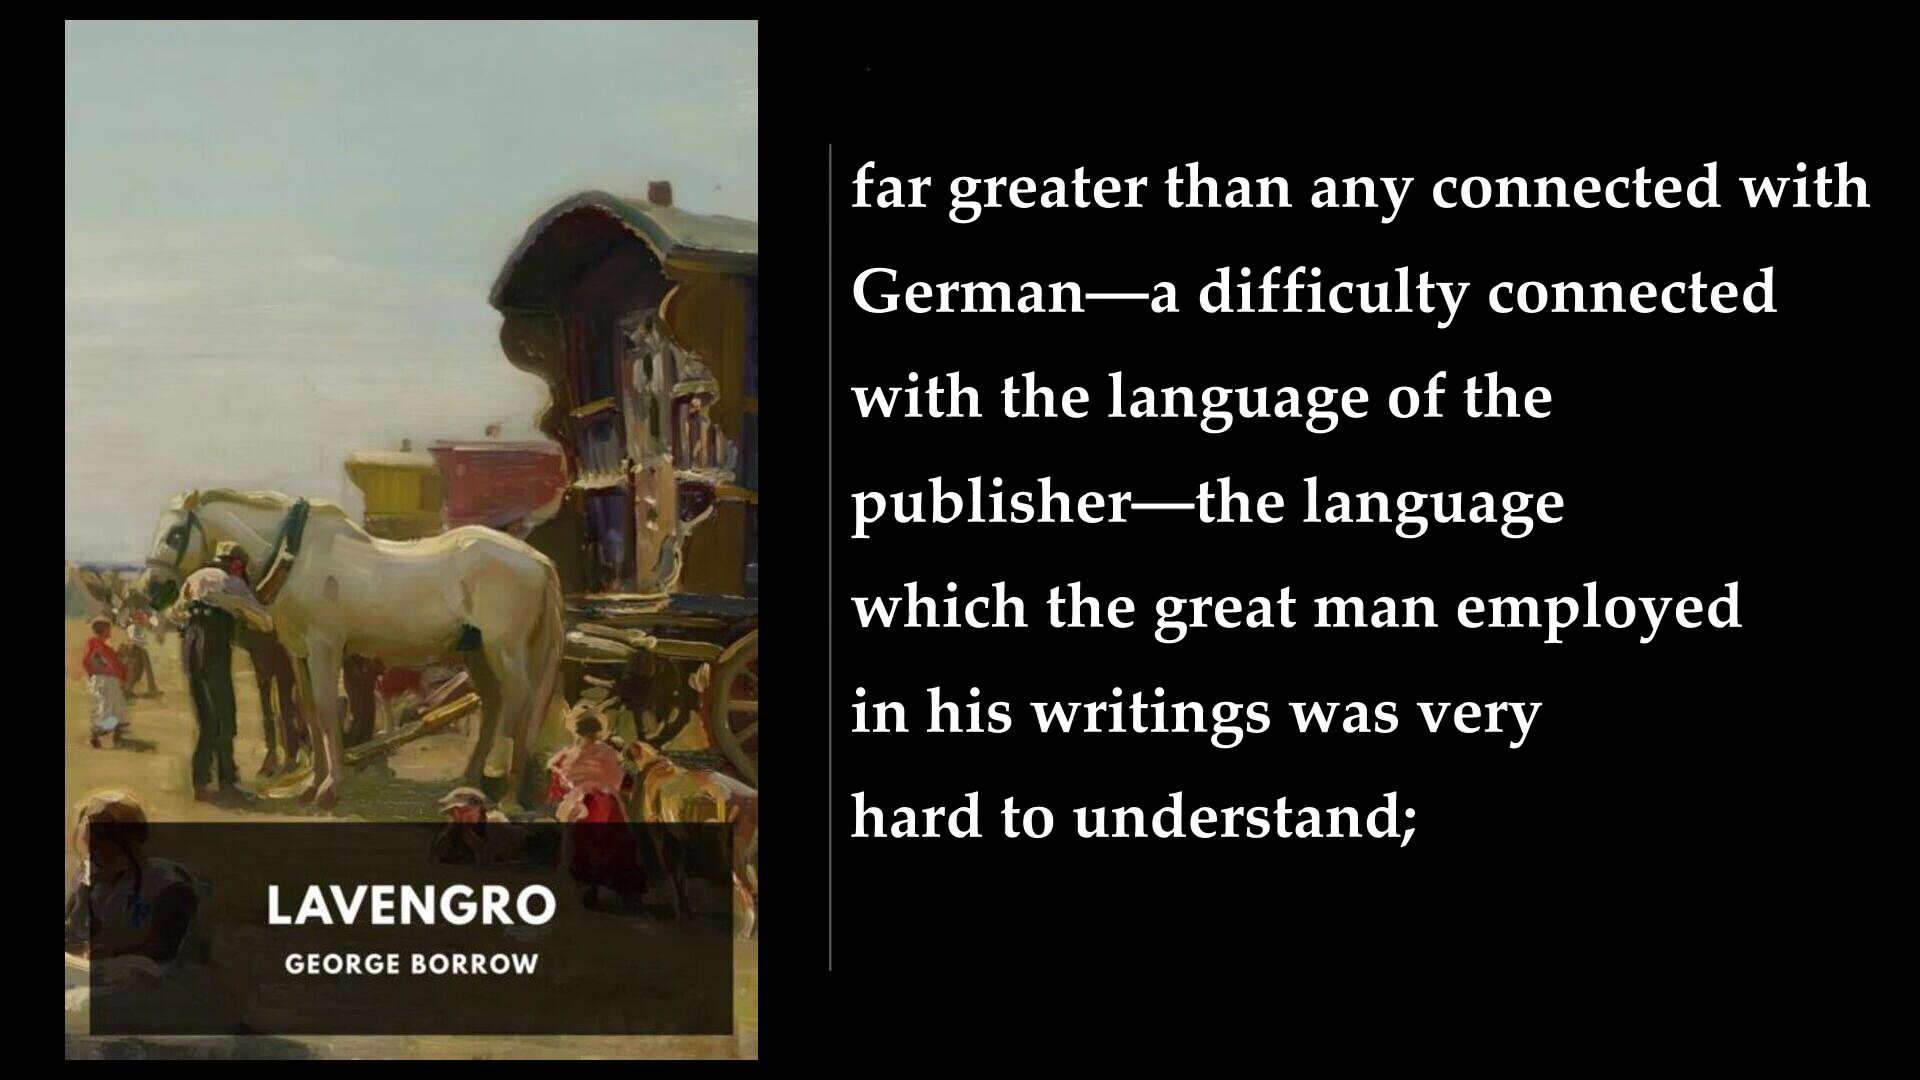 LAVENGRO
GEORGE BORROW
far greater than any connected with
German—a difficulty connected
with the language of the
publisher—the language
which the great man employed
in his writings was very
hard to understand;